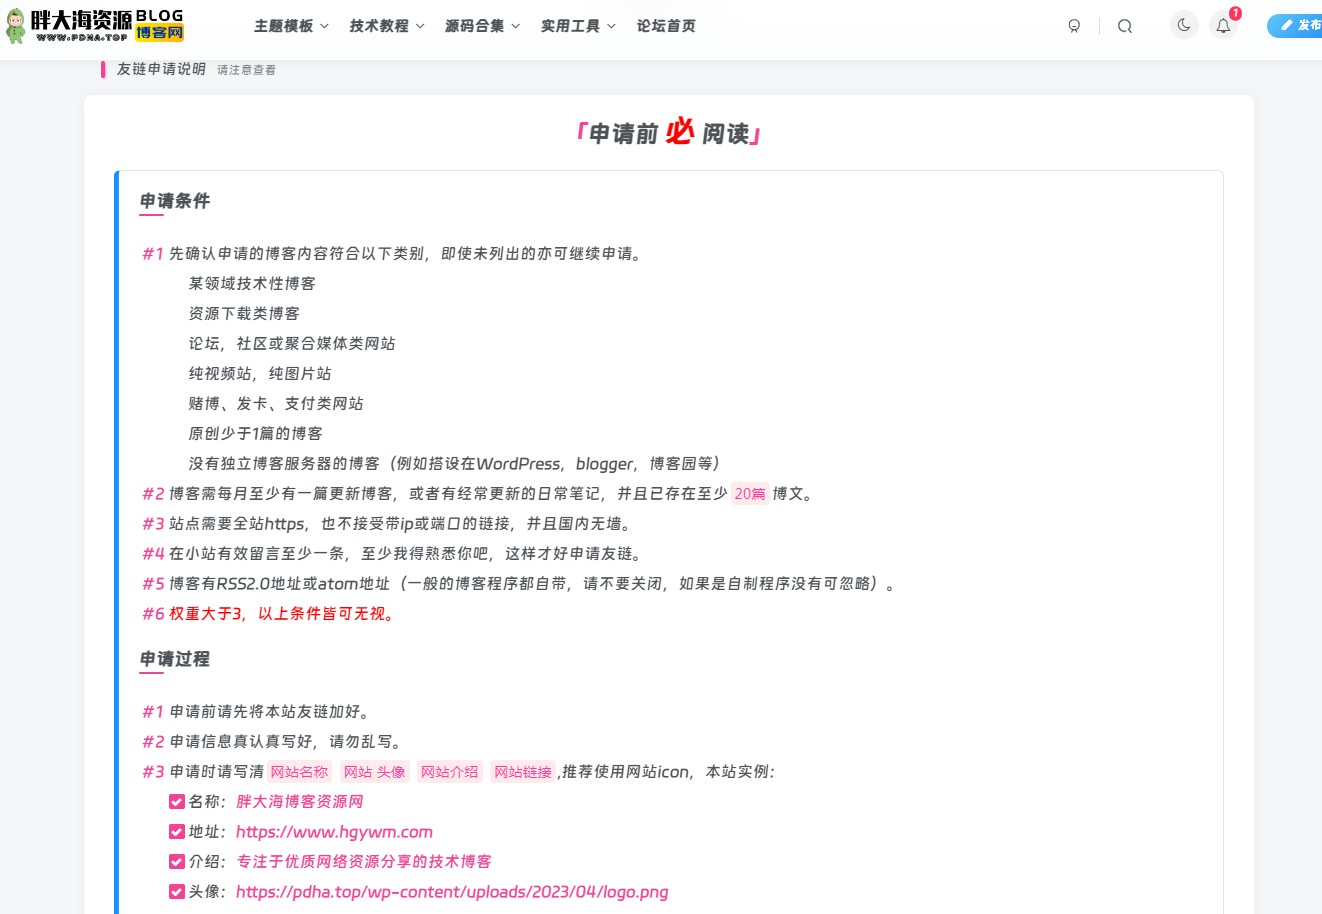 胖大海资源 BLOG
WWW.PDHA.TOP 博客网
主题模板 技术教程 源码合集 实用工具 论坛首页
1
发布
友链申请说明 请注意查看
「申请前 必 阅读」
申请条件
#1 先确认申请的博客内容符合以下类别，即使未列出的亦可继续申请。
某领域技术性博客
资源下载类博客
论坛，社区或聚合媒体类网站
纯视频站，纯图片站
赌博、发卡、支付类网站
原创少于1篇的博客
没有独立博客服务器的博客（例如搭设在WordPress，blogger，博客园等）
#2 博客需每月至少有一篇更新博客，或者有经常更新的日常笔记，并且已存在至少 20篇 博文。
#3 站点需要全站https，也不接受带ip或端口的链接，并且国内无墙。
#4 在小站有效留言至少一条，至少我得熟悉你吧，这样才好申请友链。
#5 博客有RSS2.0地址或atom地址（一般的博客程序都自带，请不要关闭，如果是自制程序没有可忽略）。
#6 权重大于3，以上条件皆可无视。
申请过程
#1 申请前请先将本站友链加好。
#2 申请信息真认真写好，请勿乱写。
#3 申请时请写清 网站名称 网站 头像 网站介绍 网站链接 ,推荐使用网站icon，本站实例：
名称：胖大海博客资源网
地址：https://www.hgywm.com
介绍：专注于优质网络资源分享的技术博客
头像：https://pdha.top/wp-content/uploads/2023/04/logo.png